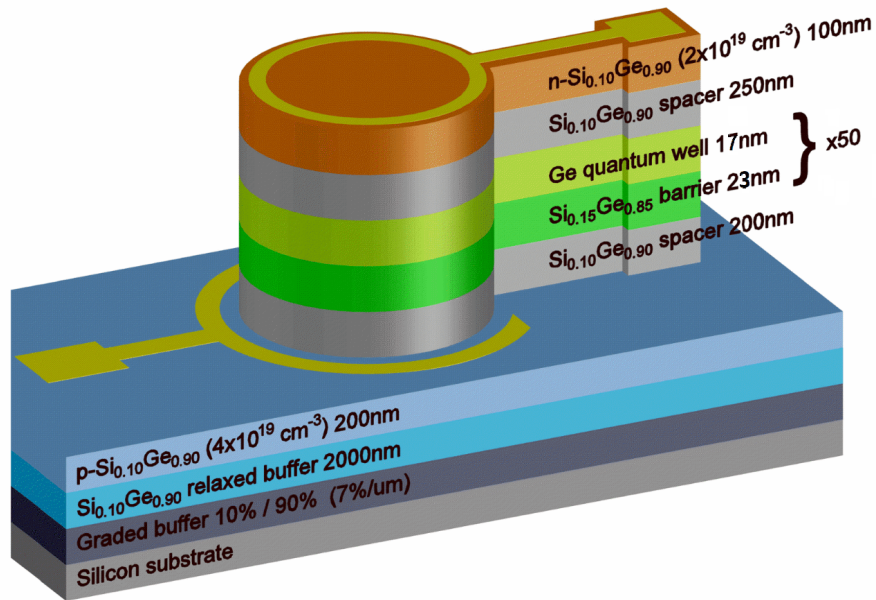 n-Si₀.₁₀Ge₀.₉₀ (2x10¹⁹ cm⁻³) 100nm
Si₀.₁₀Ge₀.₉₀ spacer 250nm
Ge quantum well 17nm
} x50
Si₀.₁₅Ge₀.₈₅ barrier 23nm
Si₀.₁₀Ge₀.₉₀ spacer 200nm
p-Si₀.₁₀Ge₀.₉₀ (4x10¹⁹ cm⁻³) 200nm
Si₀.₁₀Ge₀.₉₀ relaxed buffer 2000nm
Graded buffer 10% / 90% (7%/um)
Silicon substrate